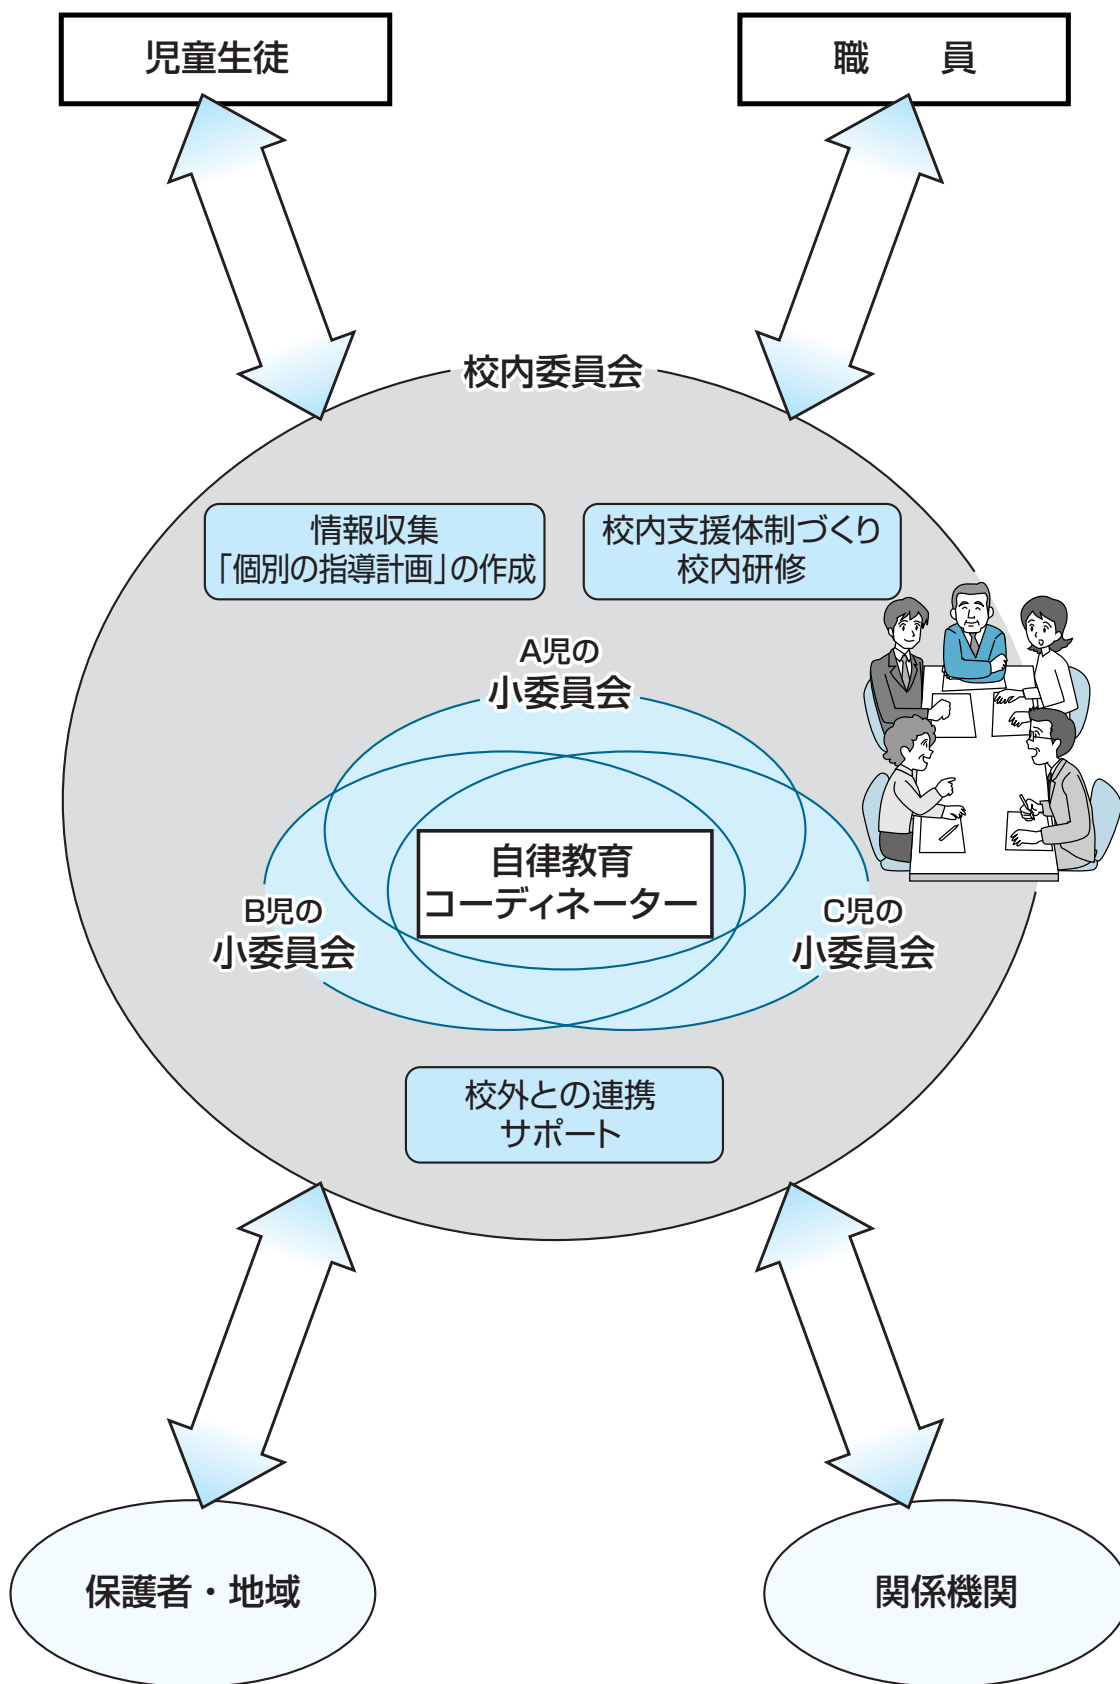 児童生徒
職　員
校内委員会
情報収集
「個別の指導計画」の作成
校内支援体制づくり
校内研修
A児の
小委員会
自律教育
コーディネーター
B児の
小委員会
C児の
小委員会
校外との連携
サポート
保護者・地域
関係機関